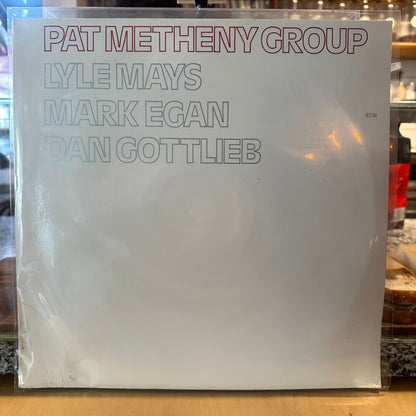 PAT METHENY GROUP
LYLE MAYS
MARK EGAN
DAN GOTTLIEB
ECM